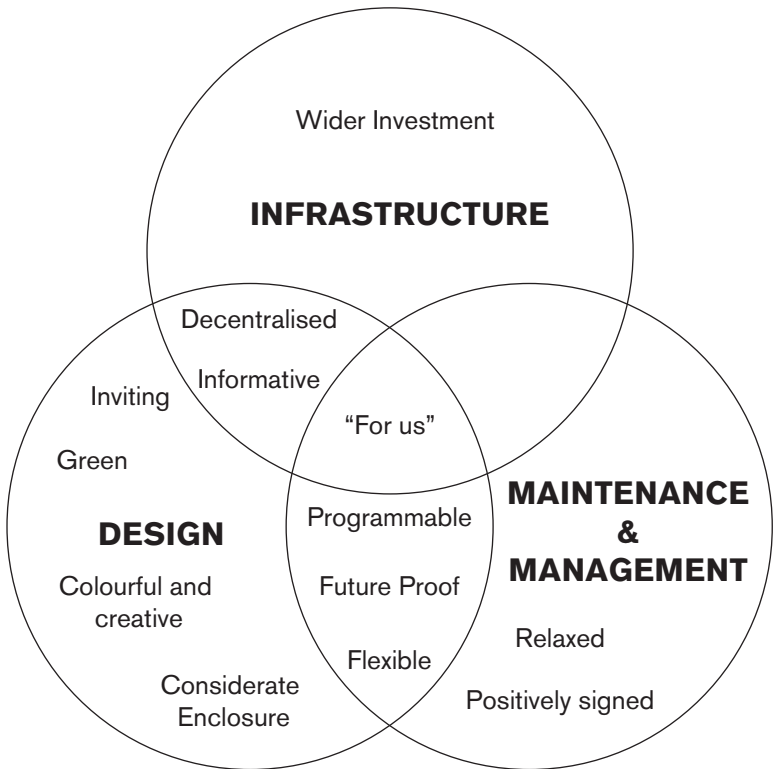 Wider Investment
INFRASTRUCTURE
Decentralised
Informative
Inviting
“For us”
Green
MAINTENANCE
&
MANAGEMENT
Programmable
DESIGN
Future Proof
Colourful and
creative
Relaxed
Flexible
Considerate
Enclosure
Positively signed